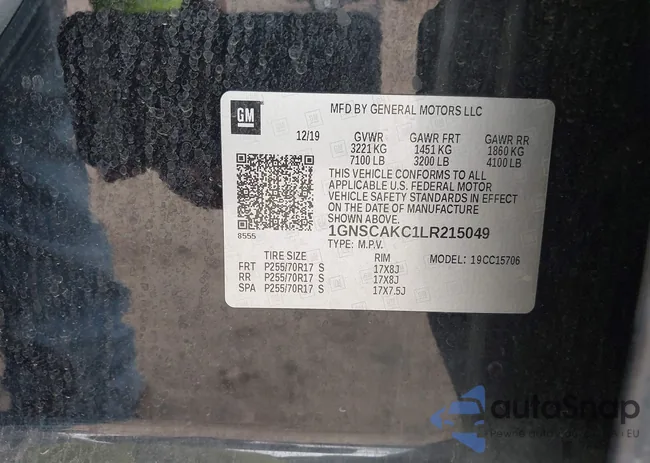 GM
MFD BY GENERAL MOTORS LLC
12/19 GVWR GAWR FRT GAWR RR
3221 KG 1451 KG 1860 KG
7100 LB 3200 LB 4100 LB
THIS VEHICLE CONFORMS TO ALL
APPLICABLE U.S. FEDERAL MOTOR
VEHICLE SAFETY STANDARDS IN EFFECT
ON THE DATE OF MANUFACTURE
SHOWN ABOVE.
8555 1GNSCAKC1LR215049
TYPE: M.P.V. MODEL: 19CC15706
TIRE SIZE RIM
FRT P255/70R17 S 17X8J
RR P255/70R17 S 17X8J
SPA P255/70R17 S 17X7.5J
autoSnap